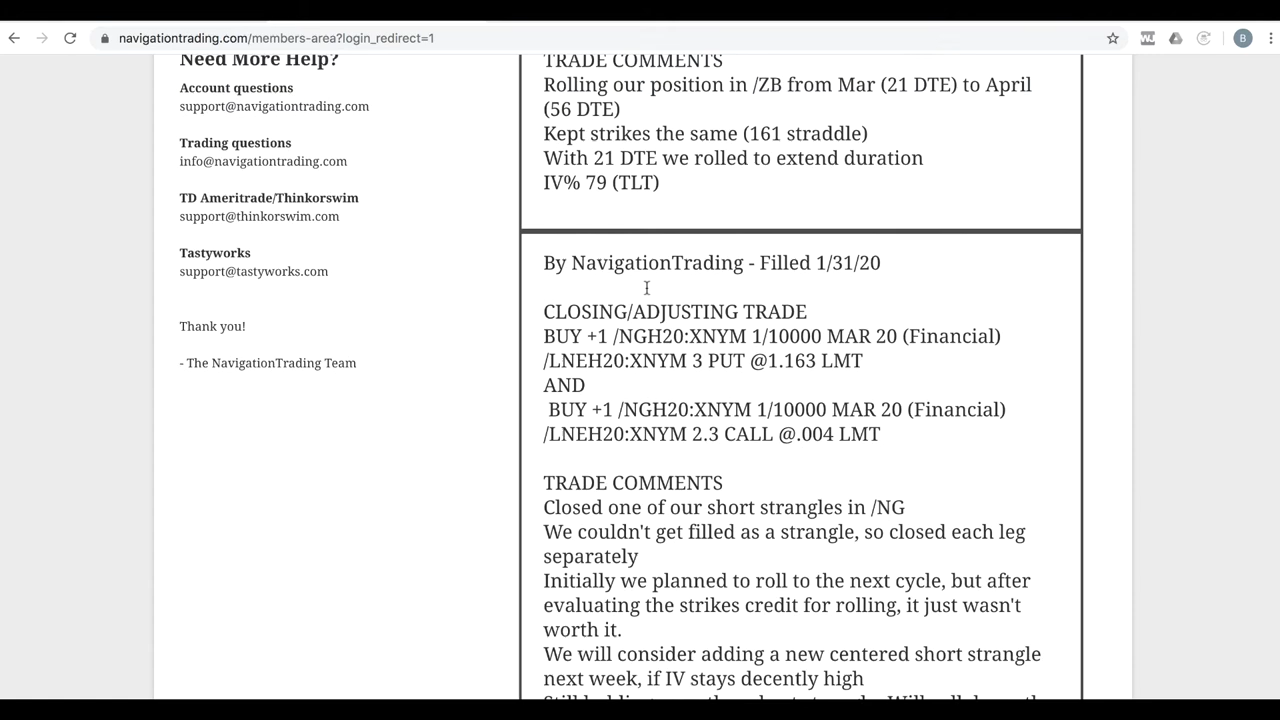 navigationtrading.com/members-area?login_redirect=1
B
Need More Help?
Account questions
support@navigationtrading.com
Trading questions
info@navigationtrading.com
TD Ameritrade/Thinkorswim
support@thinkorswim.com
Tastyworks
support@tastyworks.com
Thank you!
- The NavigationTrading Team
TRADE COMMENTS
Rolling our position in /ZB from Mar (21 DTE) to April
(56 DTE)
Kept strikes the same (161 straddle)
With 21 DTE we rolled to extend duration
IV% 79 (TLT)
By NavigationTrading - Filled 1/31/20
CLOSING/ADJUSTING TRADE
BUY +1 /NGH20:XNYM 1/10000 MAR 20 (Financial)
/LNEH20:XNYM 3 PUT @1.163 LMT
AND
BUY +1 /NGH20:XNYM 1/10000 MAR 20 (Financial)
/LNEH20:XNYM 2.3 CALL @.004 LMT
TRADE COMMENTS
Closed one of our short strangles in /NG
We couldn't get filled as a strangle, so closed each leg
separately
Initially we planned to roll to the next cycle, but after
evaluating the strikes credit for rolling, it just wasn't
worth it.
We will consider adding a new centered short strangle
next week, if IV stays decently high